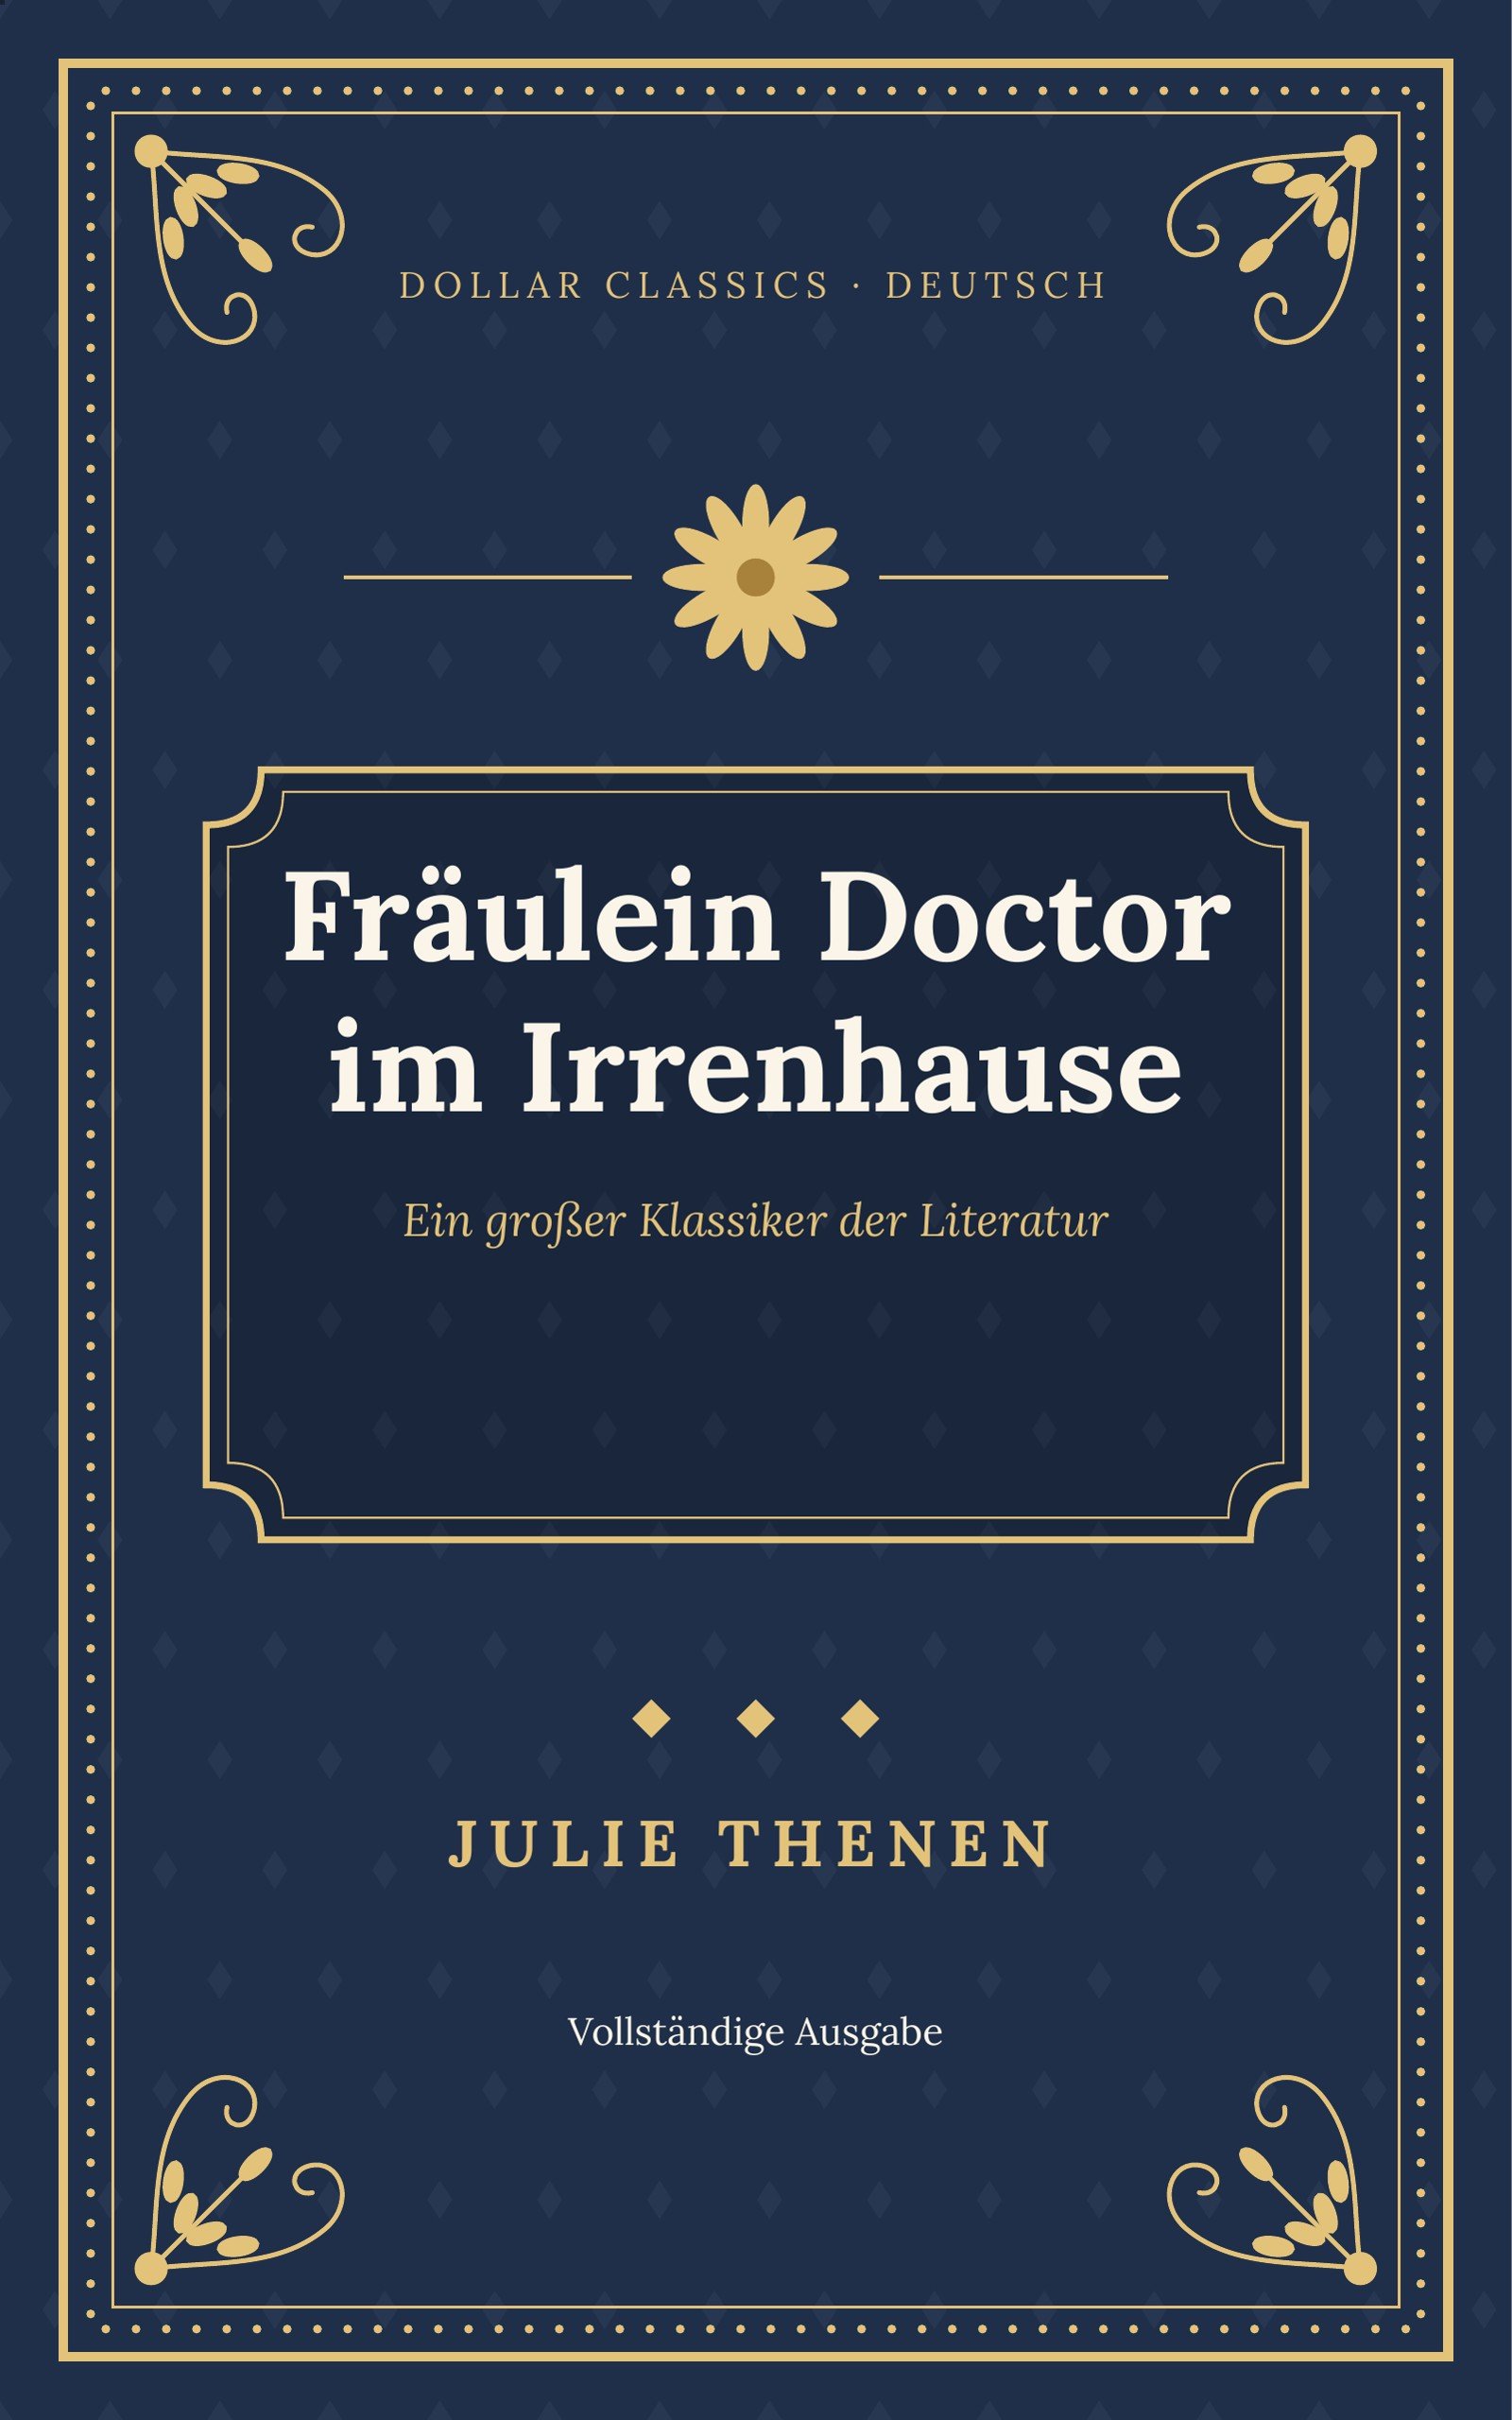 DOLLAR CLASSICS · DEUTSCH
Fräulein Doctor
im Irrenhause
Ein großer Klassiker der Literatur
JULIE THENEN
Vollständige Ausgabe